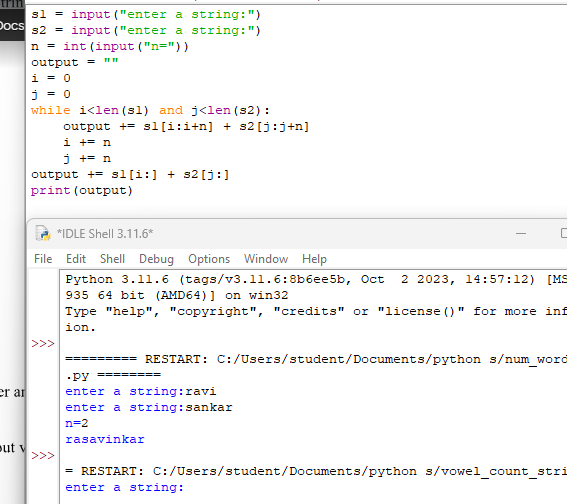 s1 = input("enter a string:")
s2 = input("enter a string:")
n = int(input("n="))
output = ""
i = 0
j = 0
while i<len(s1) and j<len(s2):
    output += s1[i:i+n] + s2[j:j+n]
    i += n
    j += n
output += s1[i:] + s2[j:]
print(output)
*IDLE Shell 3.11.6*
File Edit Shell Debug Options Window Help
Python 3.11.6 (tags/v3.11.6:8b6ee5b, Oct  2 2023, 14:57:12) [MS
935 64 bit (AMD64)] on win32
Type "help", "copyright", "credits" or "license()" for more inf
ion.
>>>
========= RESTART: C:/Users/student/Documents/python s/num_word
.py ========
enter a string:ravi
enter a string:sankar
n=2
rasavinkar
>>>
= RESTART: C:/Users/student/Documents/python s/vowel_count_stri
enter a string: